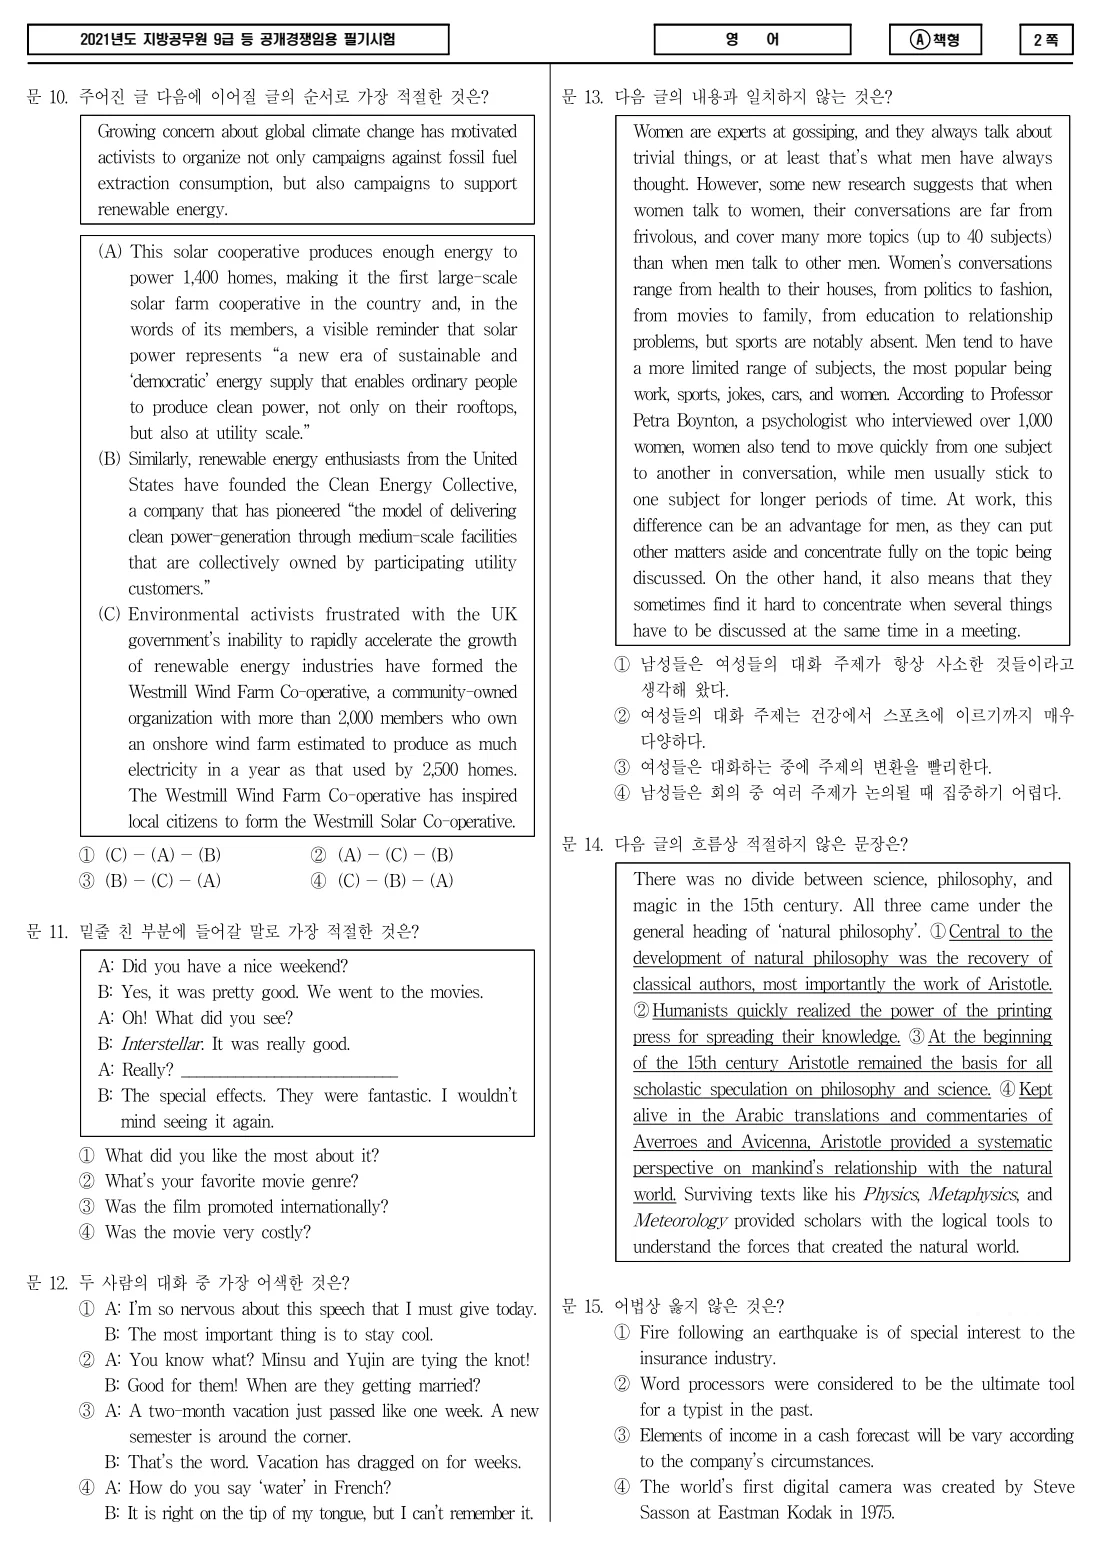 2021년도 지방공무원 9급 등 공개경쟁임용 필기시험
영 어
Ⓐ 책형
2 쪽
문 10. 주어진 글 다음에 이어질 글의 순서로 가장 적절한 것은?
Growing concern about global climate change has motivated
activists to organize not only campaigns against fossil fuel
extraction consumption, but also campaigns to support
renewable energy.
(A) This solar cooperative produces enough energy to
power 1,400 homes, making it the first large-scale
solar farm cooperative in the country and, in the
words of its members, a visible reminder that solar
power represents “a new era of sustainable and
‘democratic’ energy supply that enables ordinary people
to produce clean power, not only on their rooftops,
but also at utility scale.”
(B) Similarly, renewable energy enthusiasts from the United
States have founded the Clean Energy Collective,
a company that has pioneered “the model of delivering
clean power-generation through medium-scale facilities
that are collectively owned by participating utility
customers.”
(C) Environmental activists frustrated with the UK
government’s inability to rapidly accelerate the growth
of renewable energy industries have formed the
Westmill Wind Farm Co-operative, a community-owned
organization with more than 2,000 members who own
an onshore wind farm estimated to produce as much
electricity in a year as that used by 2,500 homes.
The Westmill Wind Farm Co-operative has inspired
local citizens to form the Westmill Solar Co-operative.
① (C) - (A) - (B) ② (A) - (C) - (B)
③ (B) - (C) - (A) ④ (C) - (B) - (A)
문 11. 밑줄 친 부분에 들어갈 말로 가장 적절한 것은?
A: Did you have a nice weekend?
B: Yes, it was pretty good. We went to the movies.
A: Oh! What did you see?
B: Interstellar. It was really good.
A: Really? ___________________________
B: The special effects. They were fantastic. I wouldn’t
mind seeing it again.
① What did you like the most about it?
② What’s your favorite movie genre?
③ Was the film promoted internationally?
④ Was the movie very costly?
문 12. 두 사람의 대화 중 가장 어색한 것은?
① A: I’m so nervous about this speech that I must give today.
B: The most important thing is to stay cool.
② A: You know what? Minsu and Yujin are tying the knot!
B: Good for them! When are they getting married?
③ A: A two-month vacation just passed like one week. A new
semester is around the corner.
B: That’s the word. Vacation has dragged on for weeks.
④ A: How do you say ‘water’ in French?
B: It is right on the tip of my tongue, but I can’t remember it.
문 13. 다음 글의 내용과 일치하지 않는 것은?
Women are experts at gossiping, and they always talk about
trivial things, or at least that’s what men have always
thought. However, some new research suggests that when
women talk to women, their conversations are far from
frivolous, and cover many more topics (up to 40 subjects)
than when men talk to other men. Women’s conversations
range from health to their houses, from politics to fashion,
from movies to family, from education to relationship
problems, but sports are notably absent. Men tend to have
a more limited range of subjects, the most popular being
work, sports, jokes, cars, and women. According to Professor
Petra Boynton, a psychologist who interviewed over 1,000
women, women also tend to move quickly from one subject
to another in conversation, while men usually stick to
one subject for longer periods of time. At work, this
difference can be an advantage for men, as they can put
other matters aside and concentrate fully on the topic being
discussed. On the other hand, it also means that they
sometimes find it hard to concentrate when several things
have to be discussed at the same time in a meeting.
① 남성들은 여성들의 대화 주제가 항상 사소한 것들이라고
생각해 왔다.
② 여성들의 대화 주제는 건강에서 스포츠에 이르기까지 매우
다양하다.
③ 여성들은 대화하는 중에 주제의 변환을 빨리한다.
④ 남성들은 회의 중 여러 주제가 논의될 때 집중하기 어렵다.
문 14. 다음 글의 흐름상 적절하지 않은 문장은?
There was no divide between science, philosophy, and
magic in the 15th century. All three came under the
general heading of ‘natural philosophy’. ① Central to the
development of natural philosophy was the recovery of
classical authors, most importantly the work of Aristotle.
② Humanists quickly realized the power of the printing
press for spreading their knowledge. ③ At the beginning
of the 15th century Aristotle remained the basis for all
scholastic speculation on philosophy and science. ④ Kept
alive in the Arabic translations and commentaries of
Averroes and Avicenna, Aristotle provided a systematic
perspective on mankind’s relationship with the natural
world. Surviving texts like his Physics, Metaphysics, and
Meteorology provided scholars with the logical tools to
understand the forces that created the natural world.
문 15. 어법상 옳지 않은 것은?
① Fire following an earthquake is of special interest to the
insurance industry.
② Word processors were considered to be the ultimate tool
for a typist in the past.
③ Elements of income in a cash forecast will be vary according
to the company’s circumstances.
④ The world’s first digital camera was created by Steve
Sasson at Eastman Kodak in 1975.